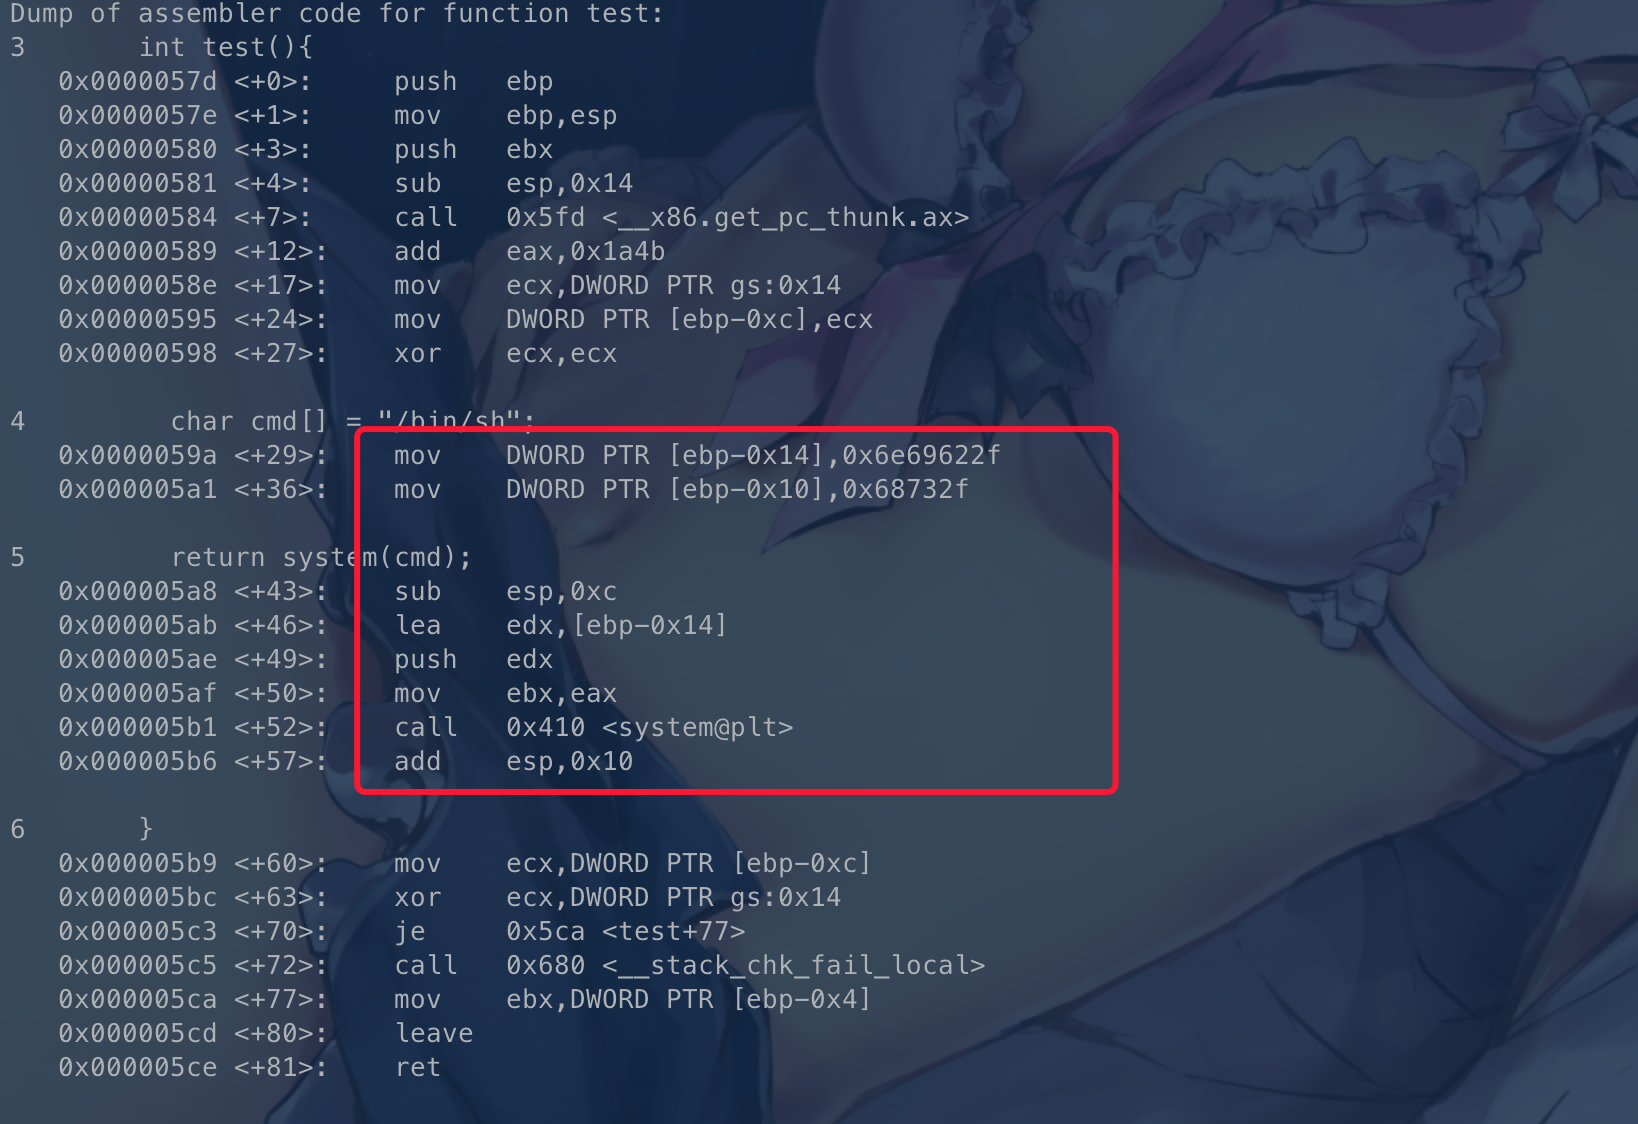 Dump of assembler code for function test:
3       int test(){
   0x0000057d <+0>:     push   ebp
   0x0000057e <+1>:     mov    ebp,esp
   0x00000580 <+3>:     push   ebx
   0x00000581 <+4>:     sub    esp,0x14
   0x00000584 <+7>:     call   0x5fd <__x86.get_pc_thunk.ax>
   0x00000589 <+12>:    add    eax,0x1a4b
   0x0000058e <+17>:    mov    ecx,DWORD PTR gs:0x14
   0x00000595 <+24>:    mov    DWORD PTR [ebp-0xc],ecx
   0x00000598 <+27>:    xor    ecx,ecx
4         char cmd[] = "/bin/sh";
   0x0000059a <+29>:    mov    DWORD PTR [ebp-0x14],0x6e69622f
   0x000005a1 <+36>:    mov    DWORD PTR [ebp-0x10],0x68732f
5         return system(cmd);
   0x000005a8 <+43>:    sub    esp,0xc
   0x000005ab <+46>:    lea    edx,[ebp-0x14]
   0x000005ae <+49>:    push   edx
   0x000005af <+50>:    mov    ebx,eax
   0x000005b1 <+52>:    call   0x410 <system@plt>
   0x000005b6 <+57>:    add    esp,0x10
6       }
   0x000005b9 <+60>:    mov    ecx,DWORD PTR [ebp-0xc]
   0x000005bc <+63>:    xor    ecx,DWORD PTR gs:0x14
   0x000005c3 <+70>:    je     0x5ca <test+77>
   0x000005c5 <+72>:    call   0x680 <__stack_chk_fail_local>
   0x000005ca <+77>:    mov    ebx,DWORD PTR [ebp-0x4]
   0x000005cd <+80>:    leave
   0x000005ce <+81>:    ret